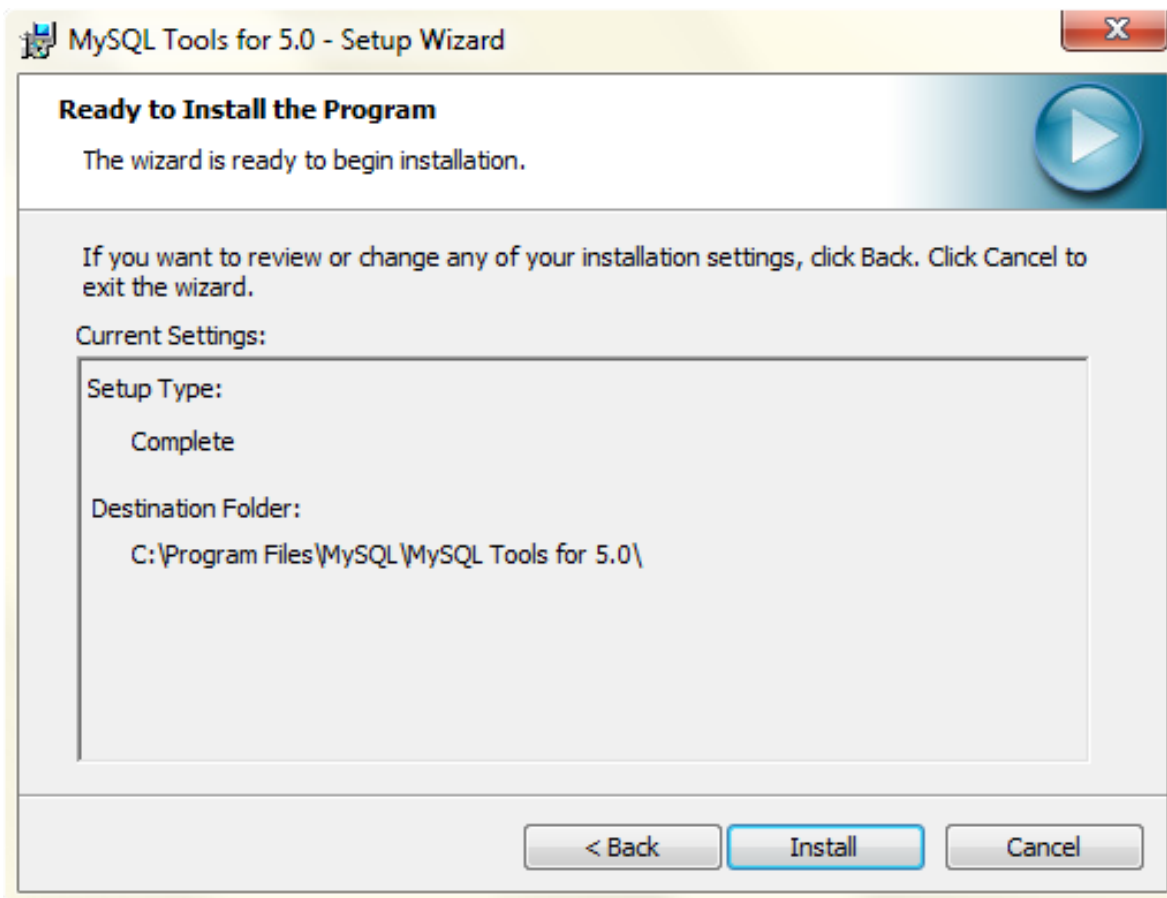 MySQL Tools for 5.0 - Setup Wizard
X
Ready to Install the Program
The wizard is ready to begin installation.
If you want to review or change any of your installation settings, click Back. Click Cancel to
exit the wizard.
Current Settings:
Setup Type:
Complete
Destination Folder:
C:\Program Files\MySQL\MySQL Tools for 5.0\
< Back
Install
Cancel